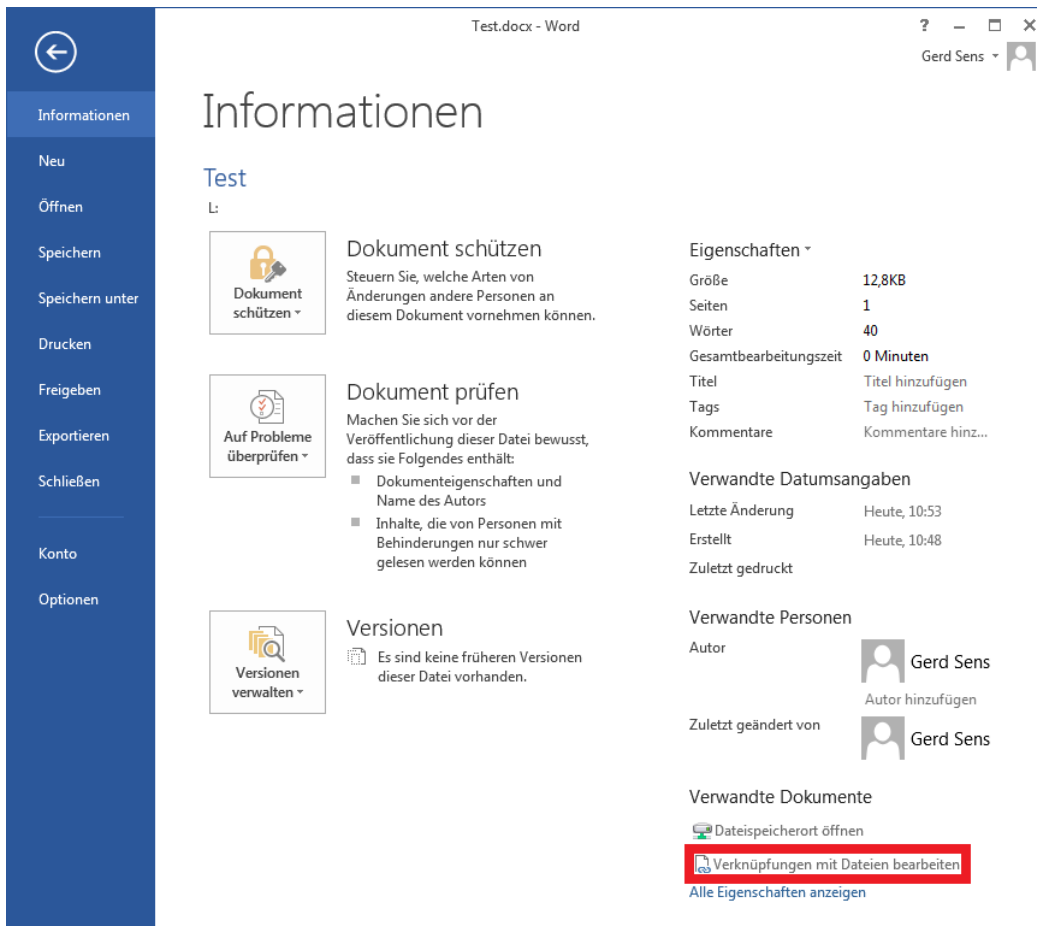 Test.docx - Word
?
Gerd Sens
Informationen
Neu
Öffnen
Speichern
Speichern unter
Drucken
Freigeben
Exportieren
Schließen
Konto
Optionen
Informationen
Test
L:
Dokument
schützen
Dokument schützen
Steuern Sie, welche Arten von
Änderungen andere Personen an
diesem Dokument vornehmen können.
Auf Probleme
überprüfen
Dokument prüfen
Machen Sie sich vor der
Veröffentlichung dieser Datei bewusst,
dass sie Folgendes enthält:
Dokumenteigenschaften und
Name des Autors
Inhalte, die von Personen mit
Behinderungen nur schwer
gelesen werden können
Versionen
verwalten
Versionen
Es sind keine früheren Versionen
dieser Datei vorhanden.
Eigenschaften
Größe 12,8KB
Seiten 1
Wörter 40
Gesamtbearbeitungszeit 0 Minuten
Titel Titel hinzufügen
Tags Tag hinzufügen
Kommentare Kommentare hinz...
Verwandte Datumsangaben
Letzte Änderung Heute, 10:53
Erstellt Heute, 10:48
Zuletzt gedruckt
Verwandte Personen
Autor Gerd Sens
Autor hinzufügen
Zuletzt geändert von Gerd Sens
Verwandte Dokumente
Dateispeicherort öffnen
Verknüpfungen mit Dateien bearbeiten
Alle Eigenschaften anzeigen